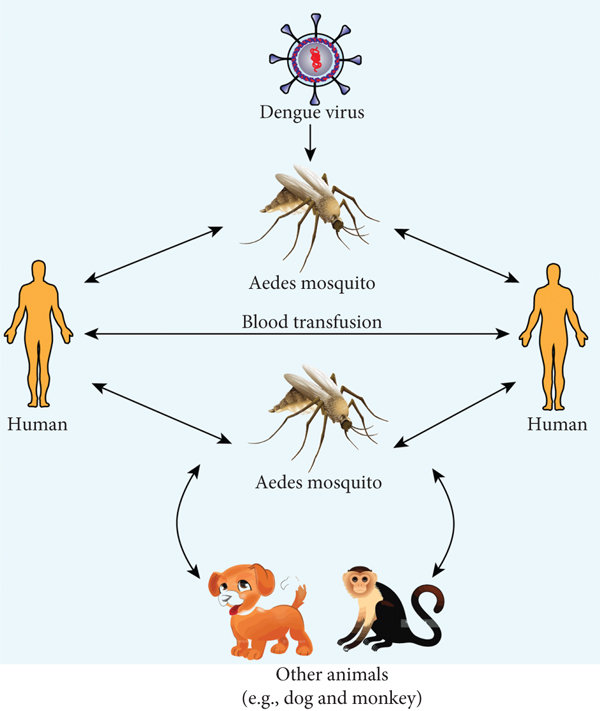 Dengue virus
Aedes mosquito
Blood transfusion
Human
Human
Aedes mosquito
Other animals
(e.g., dog and monkey)